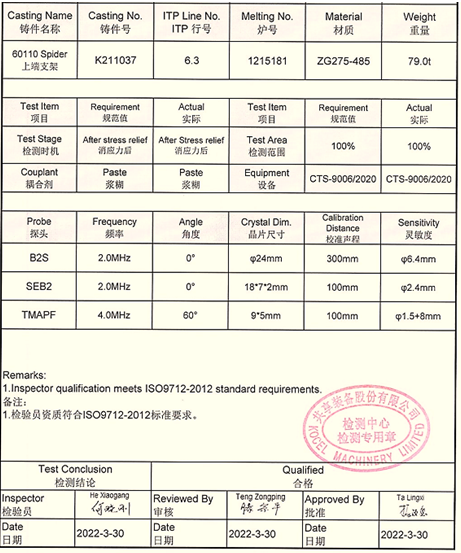 Casting Name Casting No. ITP Line No. Melting No. Material Weight
铸件名称 铸件号 ITP 行号 炉号 材质 重量
60110 Spider
上端支架 K211037 6.3 1215181 ZG275-485 79.0t
Test Item Requirement Actual Test Item Requirement Actual
项目 规范值 实际 项目 规范值 实际
Test Stage After stress relief After Stress relief Test Area 100% 100%
检测时机 消应力后 消应力后 检测范围
Couplant Paste Paste Equipment CTS-9006/2020 CTS-9006/2020
耦合剂 浆糊 浆糊 设备
Probe Frequency Angle Crystal Dim. Calibration Distance Sensitivity
探头 频率 角度 晶片尺寸 校准声程 灵敏度
B2S 2.0MHz 0° φ24mm 300mm φ6.4mm
SEB2 2.0MHz 0° 18*7*2mm 100mm φ2.4mm
TMAPF 4.0MHz 60° 9*5mm 100mm φ1.5+8mm
Remarks:
1.Inspector qualification meets ISO9712-2012 standard requirements.
备注:
1.检验员资质符合ISO9712-2012标准要求。
共享装备股份有限公司
检测中心
检测专用章
KOCEL MACHINERY LIMITED
Test Conclusion Qualified
检测结论 合格
Inspector He Xiaogang Reviewed By Teng Zongping Approved By Ta Lingxi
检验员 审核 批准
Date 2022-3-30 Date 2022-3-30 Date 2022-3-30
日期 日期 日期